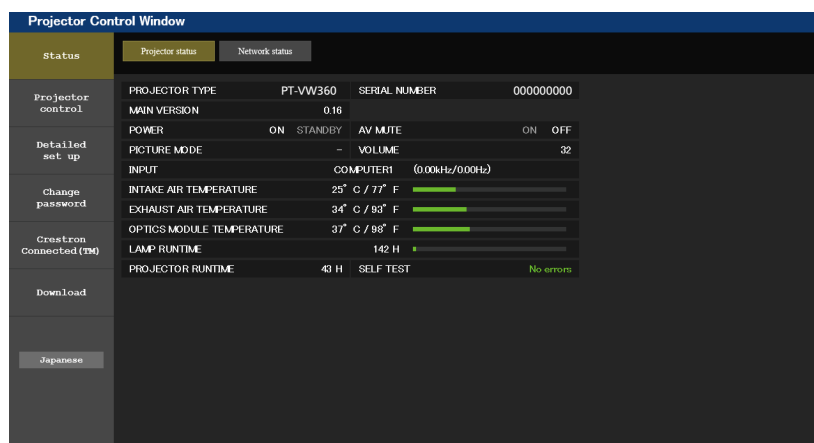 Projector Control Window
Status
Projector status
Network status
Projector
control
Detailed
set up
Change
password
Crestron
Connected(TM)
Download
Japanese
PROJECTOR TYPE PT-VW360 SERIAL NUMBER 000000000
MAIN VERSION 0.16
POWER ON STANDBY AV MUTE ON OFF
PICTURE MODE – VOLUME 32
INPUT COMPUTER1 (0.00kHz/0.00Hz)
INTAKE AIR TEMPERATURE 25° C / 77° F
EXHAUST AIR TEMPERATURE 34° C / 93° F
OPTICS MODULE TEMPERATURE 37° C / 98° F
LAMP RUNTIME 142 H
PROJECTOR RUNTIME 43 H SELF TEST No errors